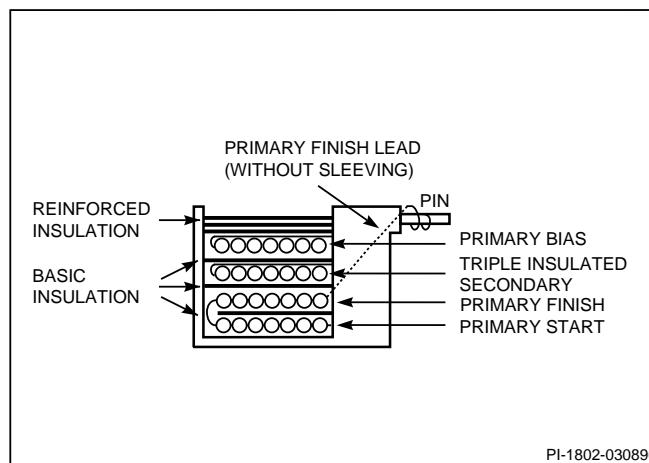 PRIMARY FINISH LEAD
(WITHOUT SLEEVING)
PIN
REINFORCED
INSULATION
PRIMARY BIAS
TRIPLE INSULATED
SECONDARY
BASIC
INSULATION
PRIMARY FINISH
PRIMARY START
PI-1802-03089